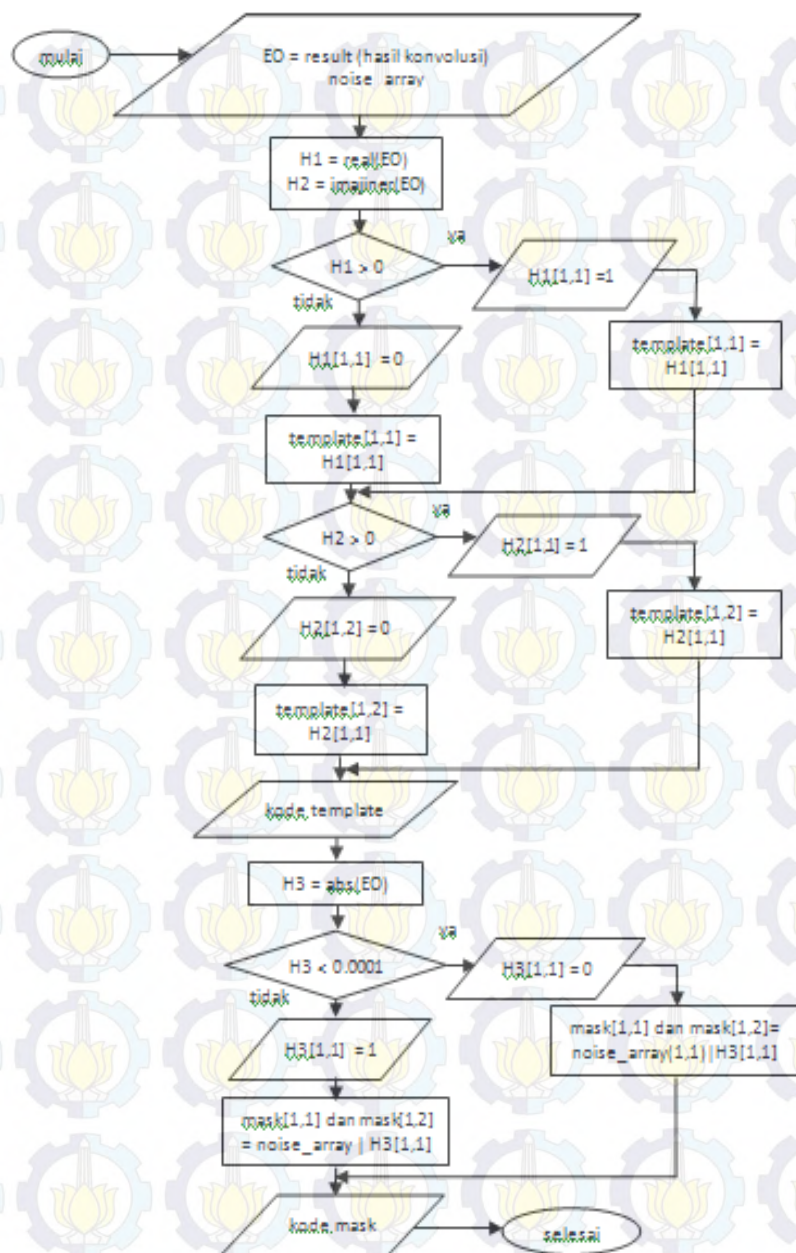 mulai
EO = result (hasil konvolusi)
noise_array
H1 = real(EO)
H2 = imajiner(EO)
H1 > 0
ya
H1[1,1] =1
template[1,1] =
H1[1,1]
tidak
H1[1,1] = 0
template[1,1] =
H1[1,1]
H2 > 0
ya
H2[1,1] = 1
template[1,2] =
H2[1,1]
tidak
H2[1,2] = 0
template[1,2] =
H2[1,1]
kode template
H3 = abs(EO)
H3 < 0.0001
ya
H3[1,1] = 0
mask[1,1] dan mask[1,2]=
noise_array(1,1)|H3[1,1]
tidak
H3[1,1] = 1
mask[1,1] dan mask[1,2]
= noise_array | H3[1,1]
kode mask
selesai